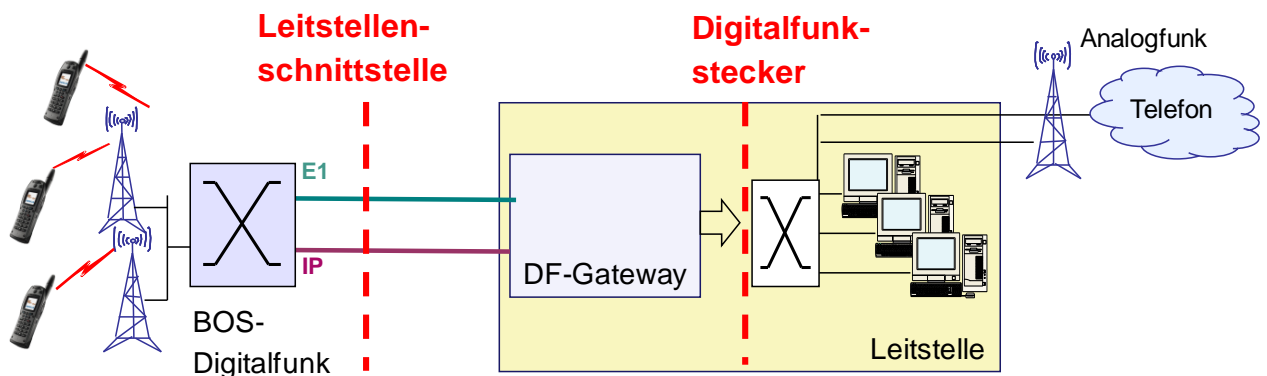 Leitstellen-
schnittstelle
Digitalfunk-
stecker
Analogfunk
Telefon
E1
IP
DF-Gateway
BOS-
Digitalfunk
Leitstelle